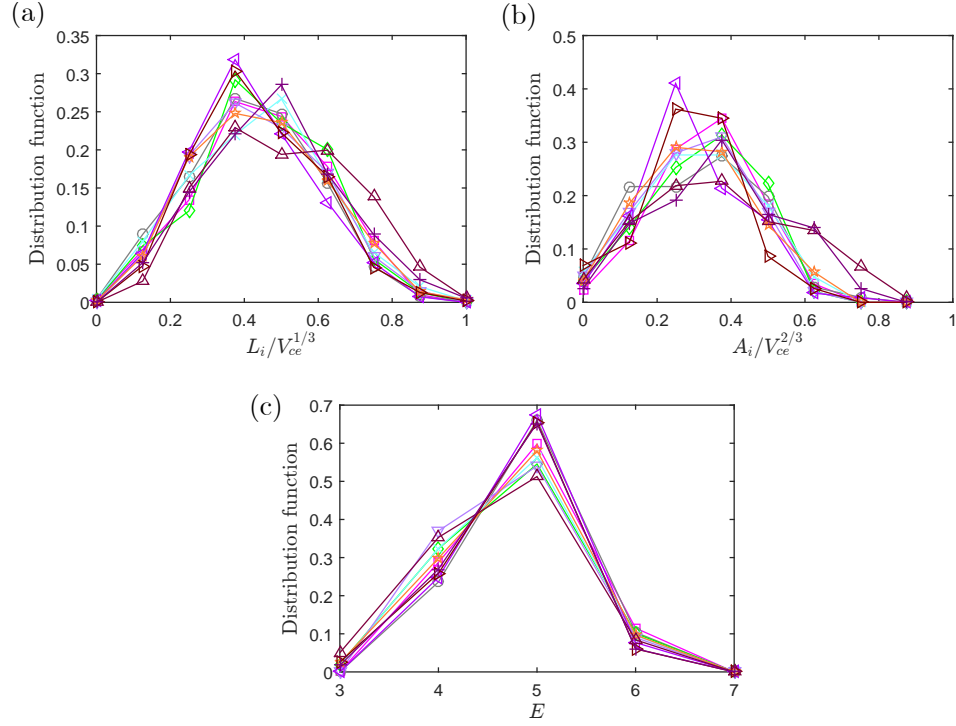 (a)
Distribution function
0.35
0.3
0.25
0.2
0.15
0.1
0.05
0
0 0.2 0.4 0.6 0.8 1
L_i/V_{ce}^{1/3}
(b)
Distribution function
0.5
0.4
0.3
0.2
0.1
0
0 0.2 0.4 0.6 0.8 1
A_i/V_{ce}^{2/3}
(c)
Distribution function
0.7
0.6
0.5
0.4
0.3
0.2
0.1
0
3 4 5 6 7
E